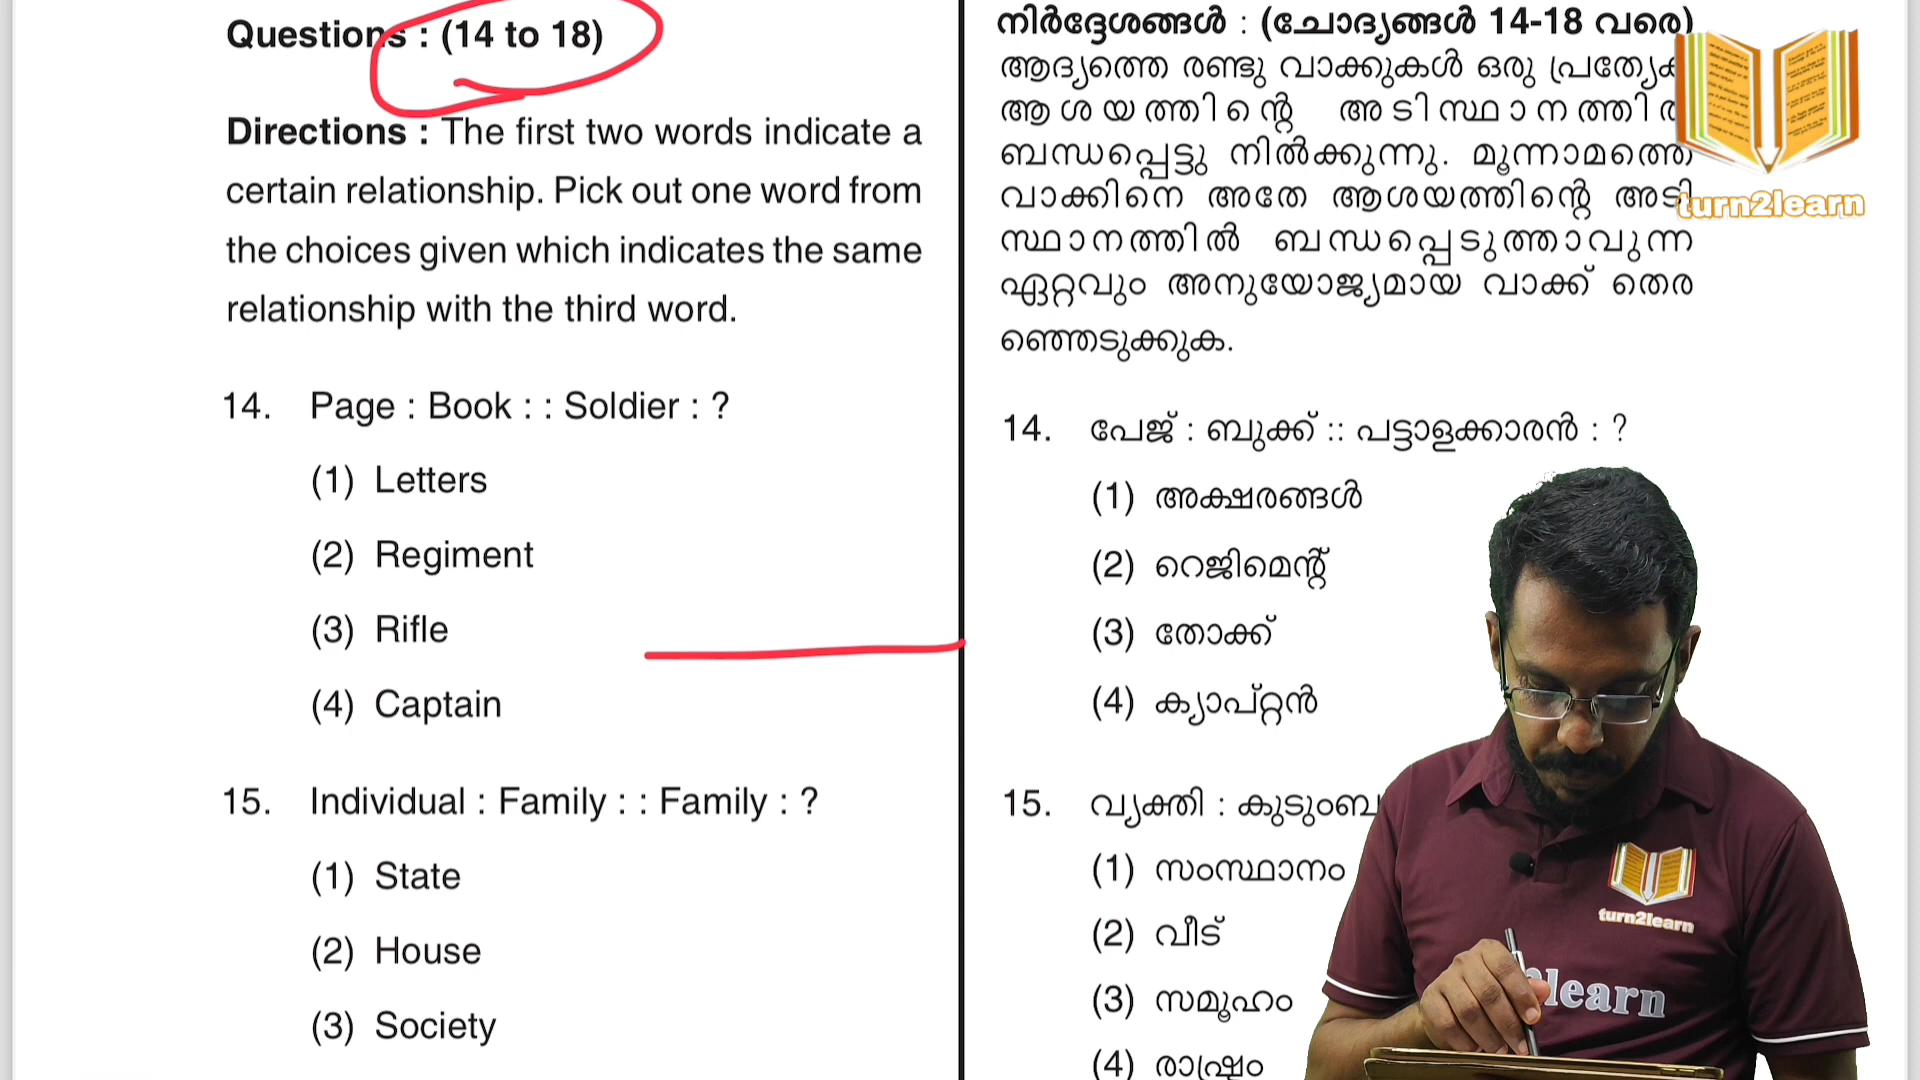 Questions : (14 to 18)
Directions : The first two words indicate a
certain relationship. Pick out one word from
the choices given which indicates the same
relationship with the third word.
14. Page : Book : : Soldier : ?
(1) Letters
(2) Regiment
(3) Rifle
(4) Captain
15. Individual : Family : : Family : ?
(1) State
(2) House
(3) Society
നിർദ്ദേശങ്ങൾ : (ചോദ്യങ്ങൾ 14-18 വരെ)
ആദ്യത്തെ രണ്ടു വാക്കുകൾ ഒരു
ആശയത്തിന്റെ
ബന്ധപ്പെട്ടു നിൽക്കുന്നു. മൂന്നാമത്തെ
വാക്കിനെ അതേ ആശയത്തിന്റെ അടി
സ്ഥാനത്തിൽ ബന്ധപ്പെടുത്താവുന്ന
ഏറ്റവും അനുയോജ്യമായ വാക്ക് തെര
ഞ്ഞെടുക്കുക.
14. പേജ് : ബുക്ക് :: പട്ടാളക്കാരൻ : ?
(1) അക്ഷരങ്ങൾ
(2) റെജിമെന്റ്
(3) തോക്ക്
(4) ക്യാപ്റ്റൻ
15. വ്യക്തി :
(1) സംസ്ഥാനം
(2) വീട്
(3) സമൂഹം
(4) രാഷ്ട്രം
turn2learn
turn2learn
learn